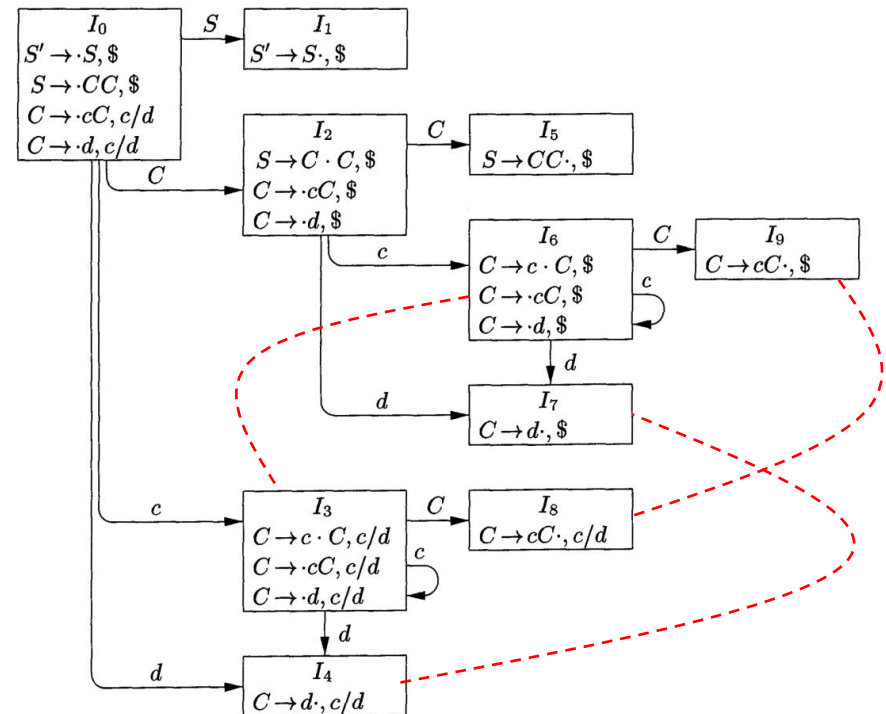 I₀
S′ → ·S, $
S → ·CC, $
C → ·cC, c/d
C → ·d, c/d
S
I₁
S′ → S·, $
C
I₂
S → C · C, $
C → ·cC, $
C → ·d, $
C
I₅
S → CC·, $
c
I₆
C → c · C, $
C → ·cC, $
C → ·d, $
c
C
I₉
C → cC·, $
d
d
I₇
C → d·, $
c
I₃
C → c · C, c/d
C → ·cC, c/d
C → ·d, c/d
c
C
I₈
C → cC·, c/d
d
d
I₄
C → d·, c/d